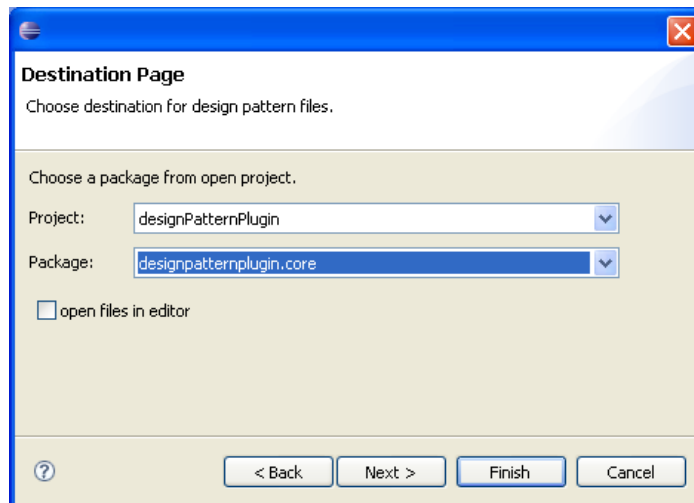 Destination Page
Choose destination for design pattern files.
Choose a package from open project.
Project: designPatternPlugin
Package: designpatternplugin.core
open files in editor
? < Back Next > Finish Cancel